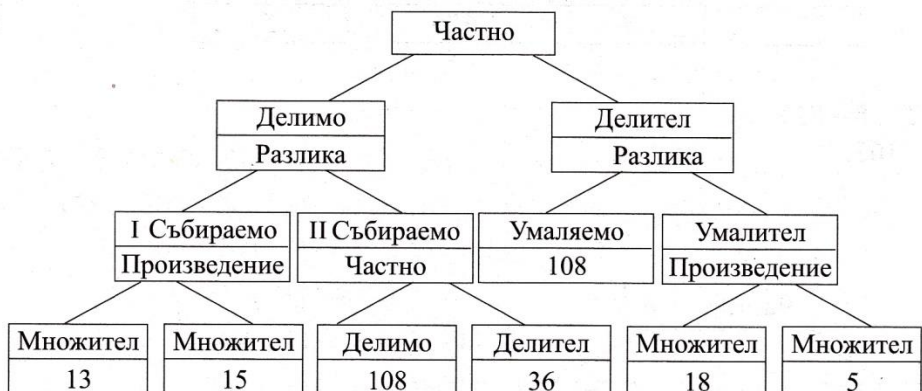 Частно
Делимо Делител
Разлика Разлика
I Събираемо II Събираемо Умаляемо Умалител
Произведение Частно 108 Произведение
Множител Множител Делимо Делител Множител Множител
13 15 108 36 18 5